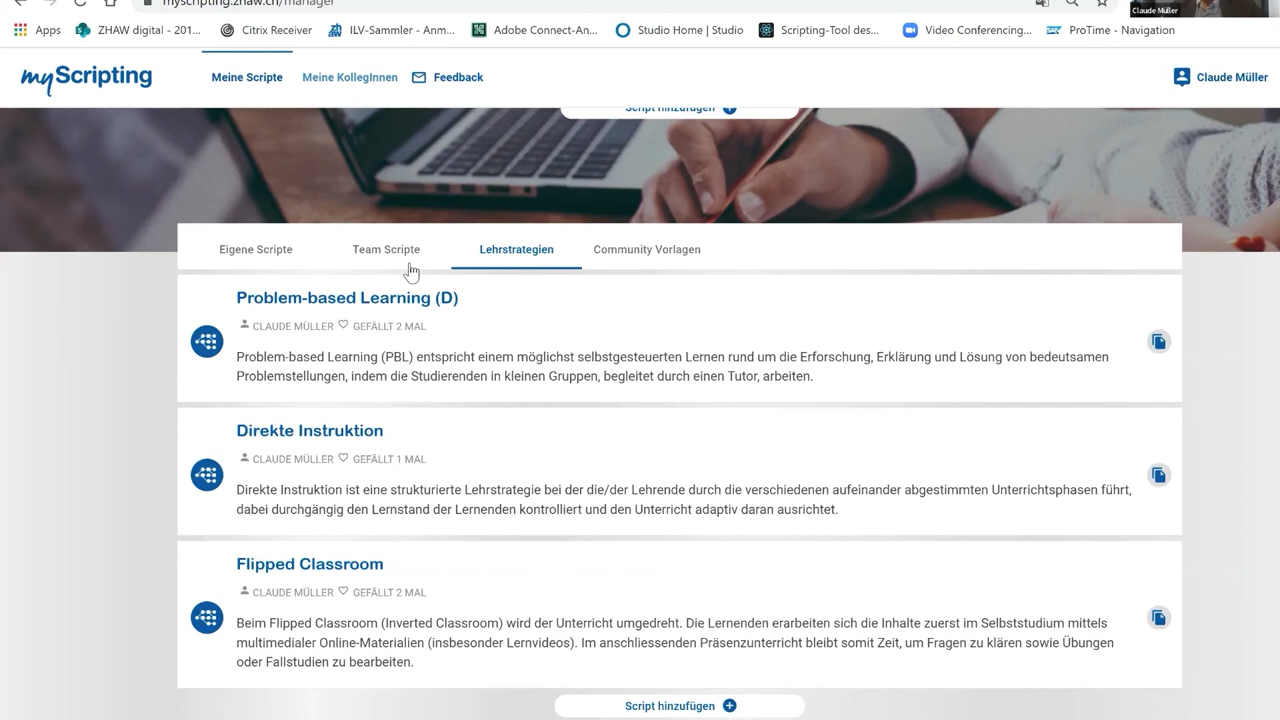 myscripting.zhaw.ch/manager
Claude Müller
Apps ZHAW digital - 201... Citrix Receiver ILV-Sammler - Anm... Adobe Connect-An... Studio Home | Studio Scripting-Tool des... Video Conferencing... ProTime - Navigation
myScripting Meine Scripte Meine KollegInnen Feedback Claude Müller
Script hinzufügen
Eigene Scripte Team Scripte Lehrstrategien Community Vorlagen
Problem-based Learning (D)
CLAUDE MÜLLER GEFÄLLT 2 MAL
Problem-based Learning (PBL) entspricht einem möglichst selbstgesteuerten Lernen rund um die Erforschung, Erklärung und Lösung von bedeutsamen
Problemstellungen, indem die Studierenden in kleinen Gruppen, begleitet durch einen Tutor, arbeiten.
Direkte Instruktion
CLAUDE MÜLLER GEFÄLLT 1 MAL
Direkte Instruktion ist eine strukturierte Lehrstrategie bei der die/der Lehrende durch die verschiedenen aufeinander abgestimmten Unterrichtsphasen führt,
dabei durchgängig den Lernstand der Lernenden kontrolliert und den Unterricht adaptiv daran ausrichtet.
Flipped Classroom
CLAUDE MÜLLER GEFÄLLT 2 MAL
Beim Flipped Classroom (Inverted Classroom) wird der Unterricht umgedreht. Die Lernenden erarbeiten sich die Inhalte zuerst im Selbststudium mittels
multimedialer Online-Materialien (insbesonder Lernvideos). Im anschliessenden Präsenzunterricht bleibt somit Zeit, um Fragen zu klären sowie Übungen
oder Fallstudien zu bearbeiten.
Script hinzufügen